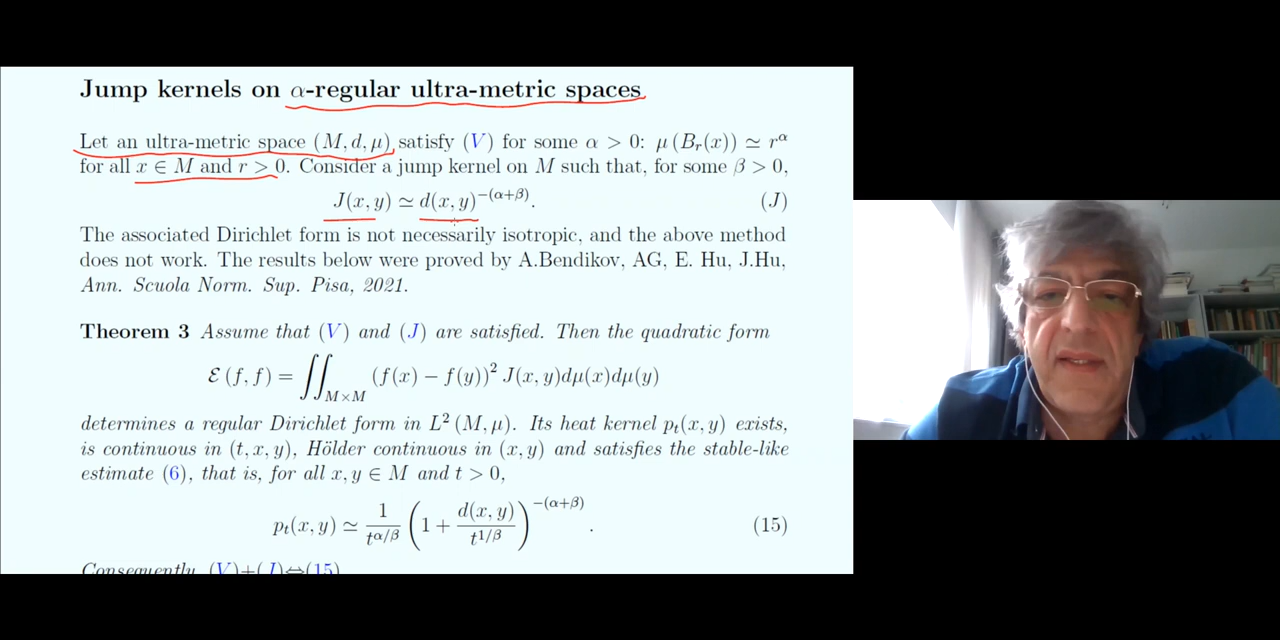 Jump kernels on α-regular ultra-metric spaces
Let an ultra-metric space (M, d, μ) satisfy (V) for some α > 0: μ (B_r(x)) ≃ r^α
for all x ∈ M and r > 0. Consider a jump kernel on M such that, for some β > 0,
J(x, y) ≃ d(x, y)^{-(α+β)}. (J)
The associated Dirichlet form is not necessarily isotropic, and the above method
does not work. The results below were proved by A.Bendikov, AG, E. Hu, J.Hu,
Ann. Scuola Norm. Sup. Pisa, 2021.
Theorem 3 Assume that (V) and (J) are satisfied. Then the quadratic form
ℰ (f, f) = ∬_{M×M} (f(x) − f(y))² J(x, y)dμ(x)dμ(y)
determines a regular Dirichlet form in L² (M, μ). Its heat kernel p_t(x, y) exists,
is continuous in (t, x, y), Hölder continuous in (x, y) and satisfies the stable-like
estimate (6), that is, for all x, y ∈ M and t > 0,
p_t(x, y) ≃ \frac{1}{t^{α/β}} (1 + \frac{d(x, y)}{t^{1/β}})^{-(α+β)} . (15)
Consequently, (V)+(J)⇔(15)